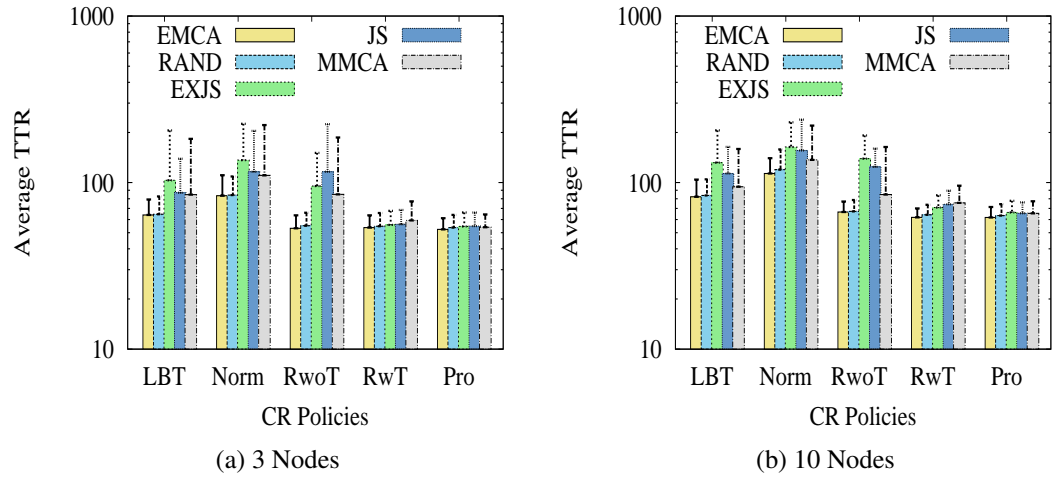 1000
100
10
Average TTR
EMCA
RAND
EXJS
JS
MMCA
LBT Norm RwoT RwT Pro
CR Policies
(a) 3 Nodes
1000
100
10
Average TTR
EMCA
RAND
EXJS
JS
MMCA
LBT Norm RwoT RwT Pro
CR Policies
(b) 10 Nodes